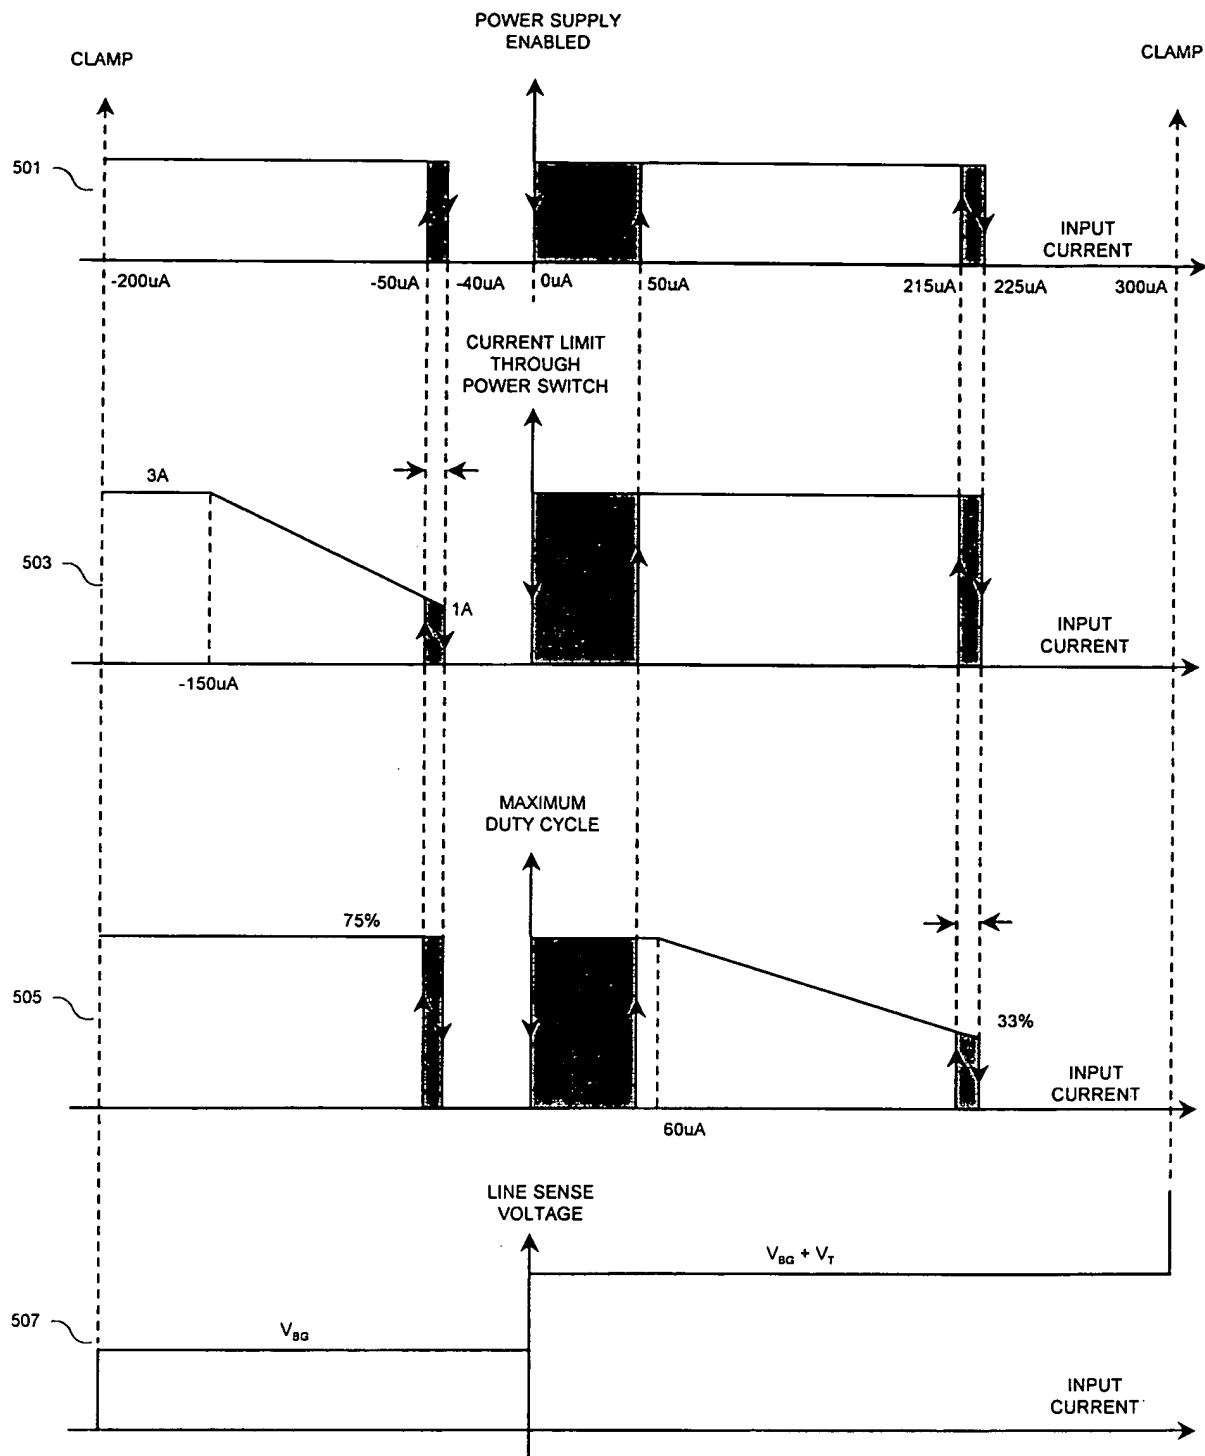 POWER SUPPLY
ENABLED
CLAMP
CLAMP
501
INPUT
CURRENT
-200uA
-50uA
-40uA
0uA
50uA
215uA
225uA
300uA
CURRENT LIMIT
THROUGH
POWER SWITCH
3A
503
1A
INPUT
CURRENT
-150uA
MAXIMUM
DUTY CYCLE
75%
505
33%
INPUT
CURRENT
60uA
LINE SENSE
VOLTAGE
VBG + VT
507
VBG
INPUT
CURRENT